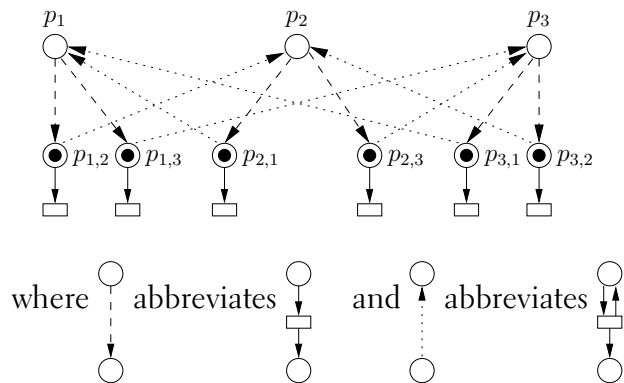 p1 p2 p3
p1,2 p1,3 p2,1 p2,3 p3,1 p3,2
where abbreviates and abbreviates